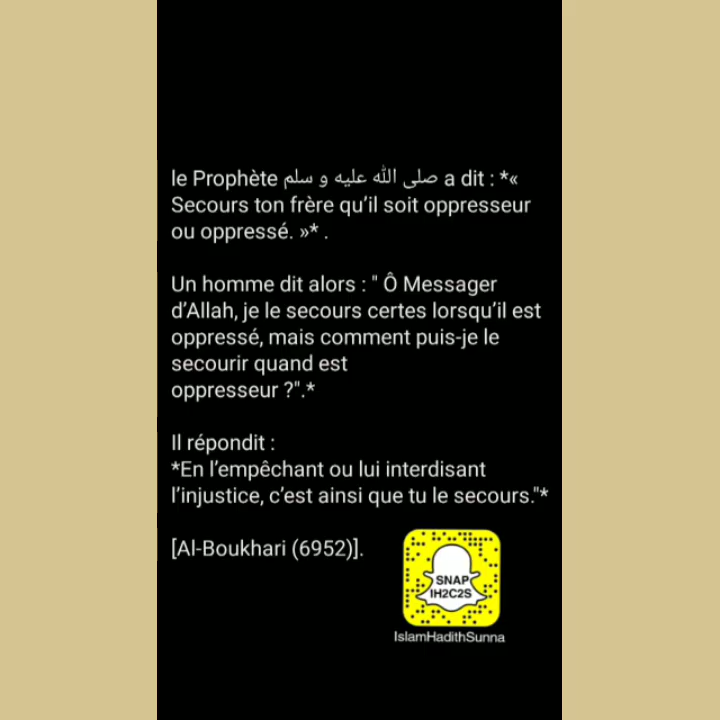 le Prophète صلى الله عليه و سلم a dit : *«
Secours ton frère qu'il soit oppresseur
ou oppressé. »* .
Un homme dit alors : " Ô Messager
d'Allah, je le secours certes lorsqu'il est
oppressé, mais comment puis-je le
secourir quand est
oppresseur ?".*
Il répondit :
*En l'empêchant ou lui interdisant
l'injustice, c'est ainsi que tu le secours."*
[Al-Boukhari (6952)].
SNAP
IH2C2S
IslamHadithSunna